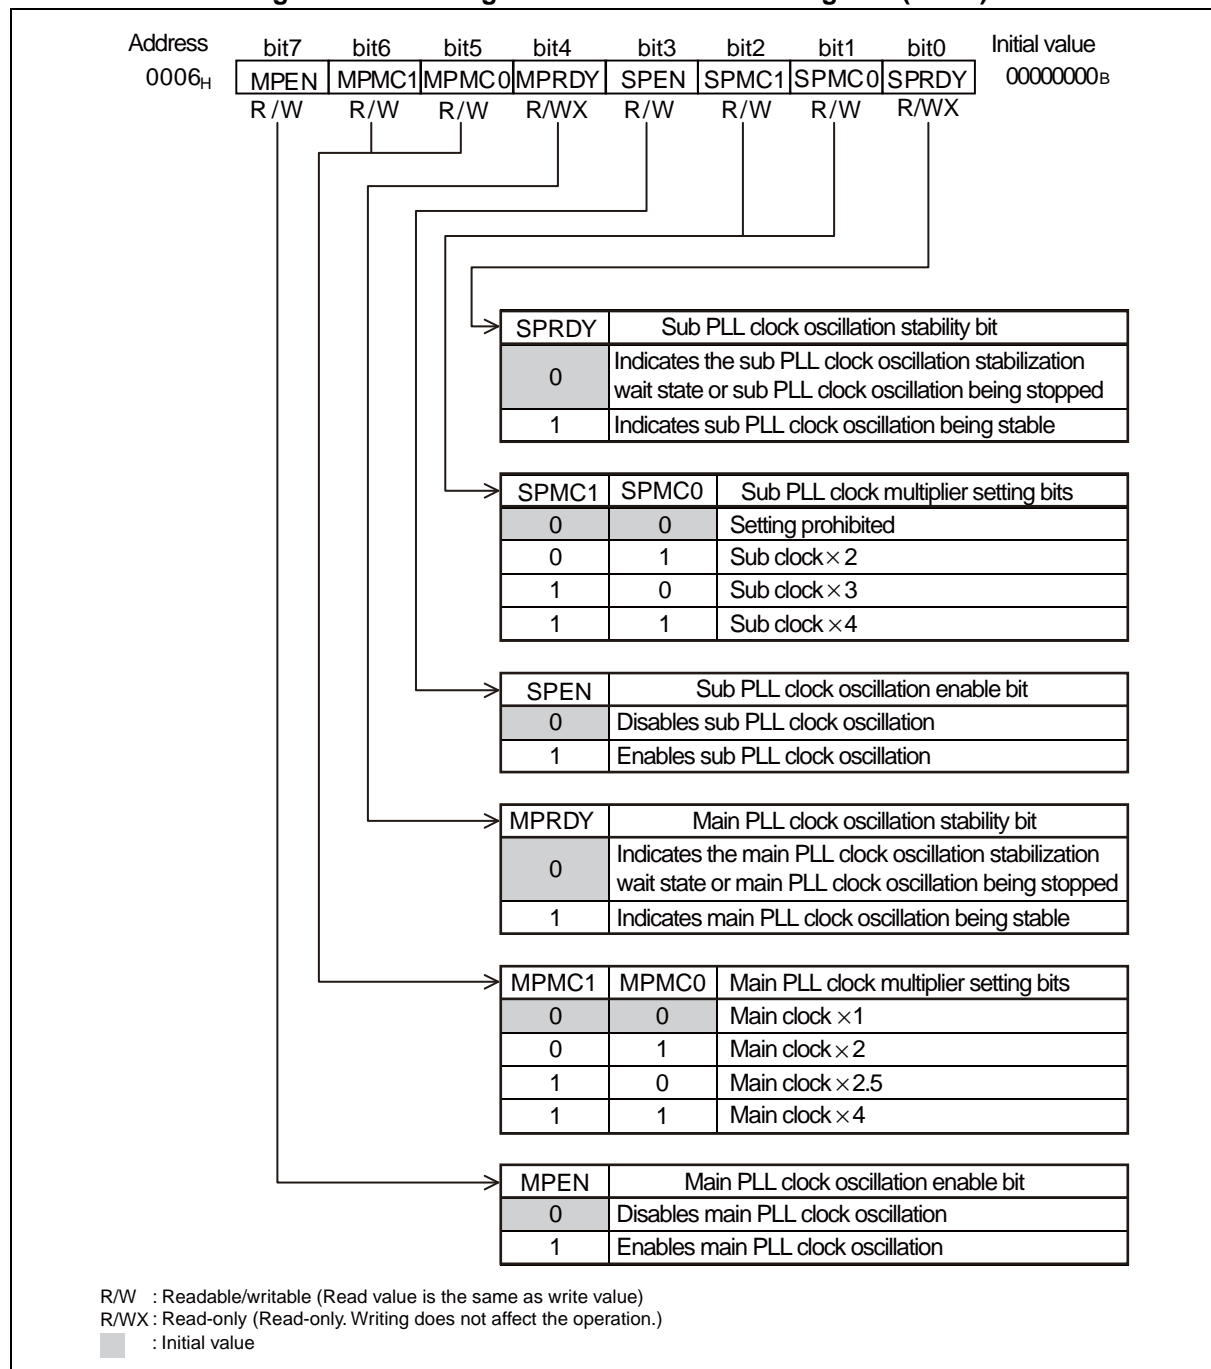 Address bit7 bit6 bit5 bit4 bit3 bit2 bit1 bit0 Initial value
0006H MPEN MPMC1 MPMC0 MPRDY SPEN SPMC1 SPMC0 SPRDY 00000000B
R/W R/W R/W R/WX R/W R/W R/W R/WX
SPRDY Sub PLL clock oscillation stability bit
0 Indicates the sub PLL clock oscillation stabilization
wait state or sub PLL clock oscillation being stopped
1 Indicates sub PLL clock oscillation being stable
SPMC1 SPMC0 Sub PLL clock multiplier setting bits
0 0 Setting prohibited
0 1 Sub clock × 2
1 0 Sub clock × 3
1 1 Sub clock × 4
SPEN Sub PLL clock oscillation enable bit
0 Disables sub PLL clock oscillation
1 Enables sub PLL clock oscillation
MPRDY Main PLL clock oscillation stability bit
0 Indicates the main PLL clock oscillation stabilization
wait state or main PLL clock oscillation being stopped
1 Indicates main PLL clock oscillation being stable
MPMC1 MPMC0 Main PLL clock multiplier setting bits
0 0 Main clock × 1
0 1 Main clock × 2
1 0 Main clock × 2.5
1 1 Main clock × 4
MPEN Main PLL clock oscillation enable bit
0 Disables main PLL clock oscillation
1 Enables main PLL clock oscillation
R/W : Readable/writable (Read value is the same as write value)
R/WX : Read-only (Read-only. Writing does not affect the operation.)
: Initial value